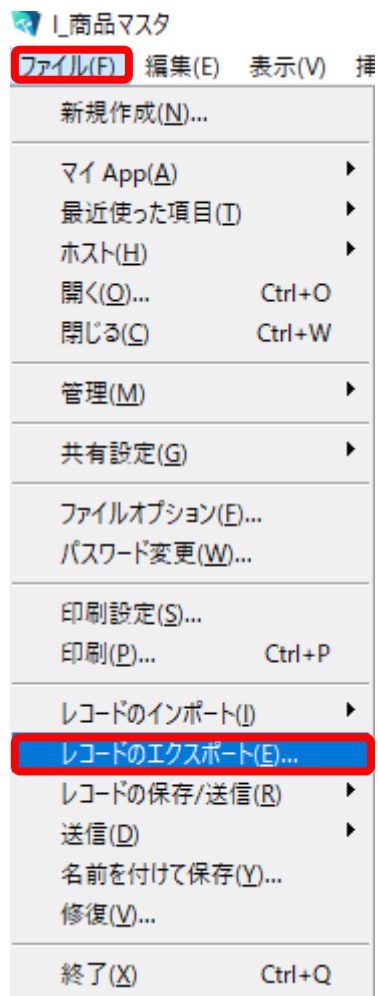 I_商品マスタ
ファイル(F) 編集(E) 表示(V) 挿
新規作成(N)...
マイ App(A)
最近使った項目(T)
ホスト(H)
開く(O)... Ctrl+O
閉じる(C) Ctrl+W
管理(M)
共有設定(G)
ファイルオプション(F)...
パスワード変更(W)...
印刷設定(S)...
印刷(P)... Ctrl+P
レコードのインポート(I)
レコードのエクスポート(E)...
レコードの保存/送信(R)
送信(D)
名前を付けて保存(Y)...
修復(V)...
終了(X) Ctrl+Q